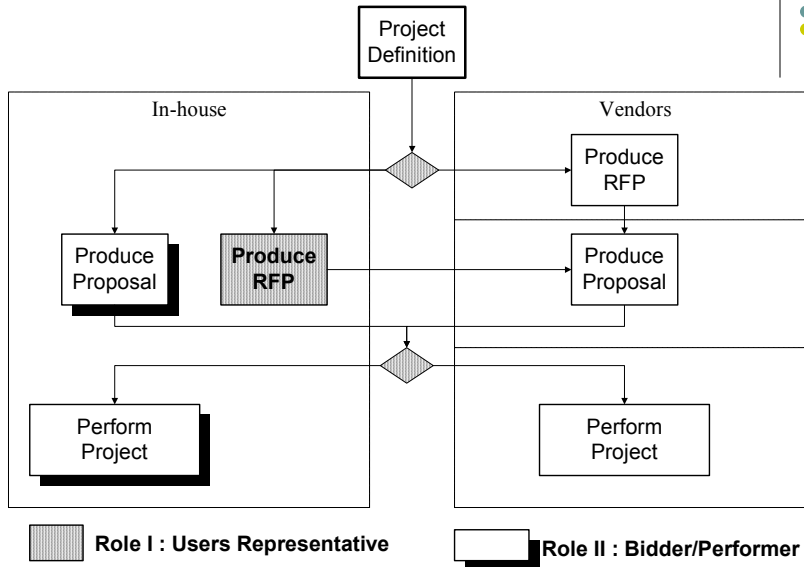 Project
Definition
In-house
Vendors
Produce
RFP
Produce
Proposal
Produce
RFP
Produce
Proposal
Perform
Project
Perform
Project
Role I : Users Representative
Role II : Bidder/Performer